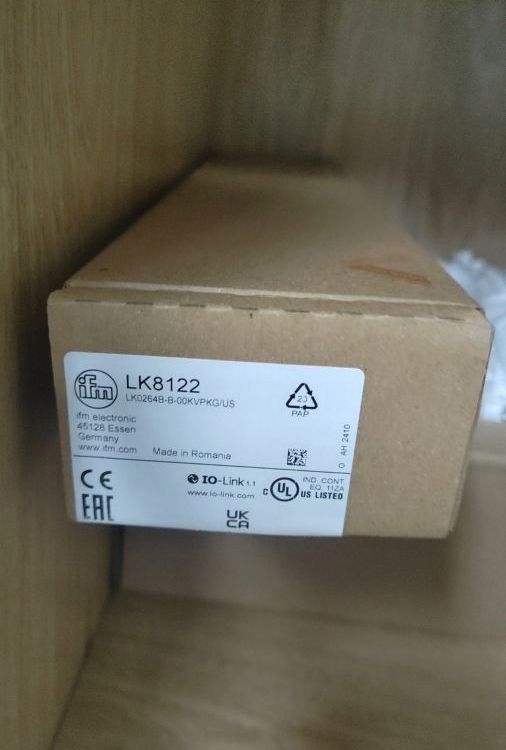 ifm
LK8122
LK0264B-B-00KVPKG/US
ifm electronic
45128 Essen
Germany
www.ifm.com
Made in Romania
20
PAP
O AH 2410
CE
EAC
IO-Link 1.1
www.io-link.com
UK
CA
C UL US LISTED
IND. CONT.
EQ. 11ZA